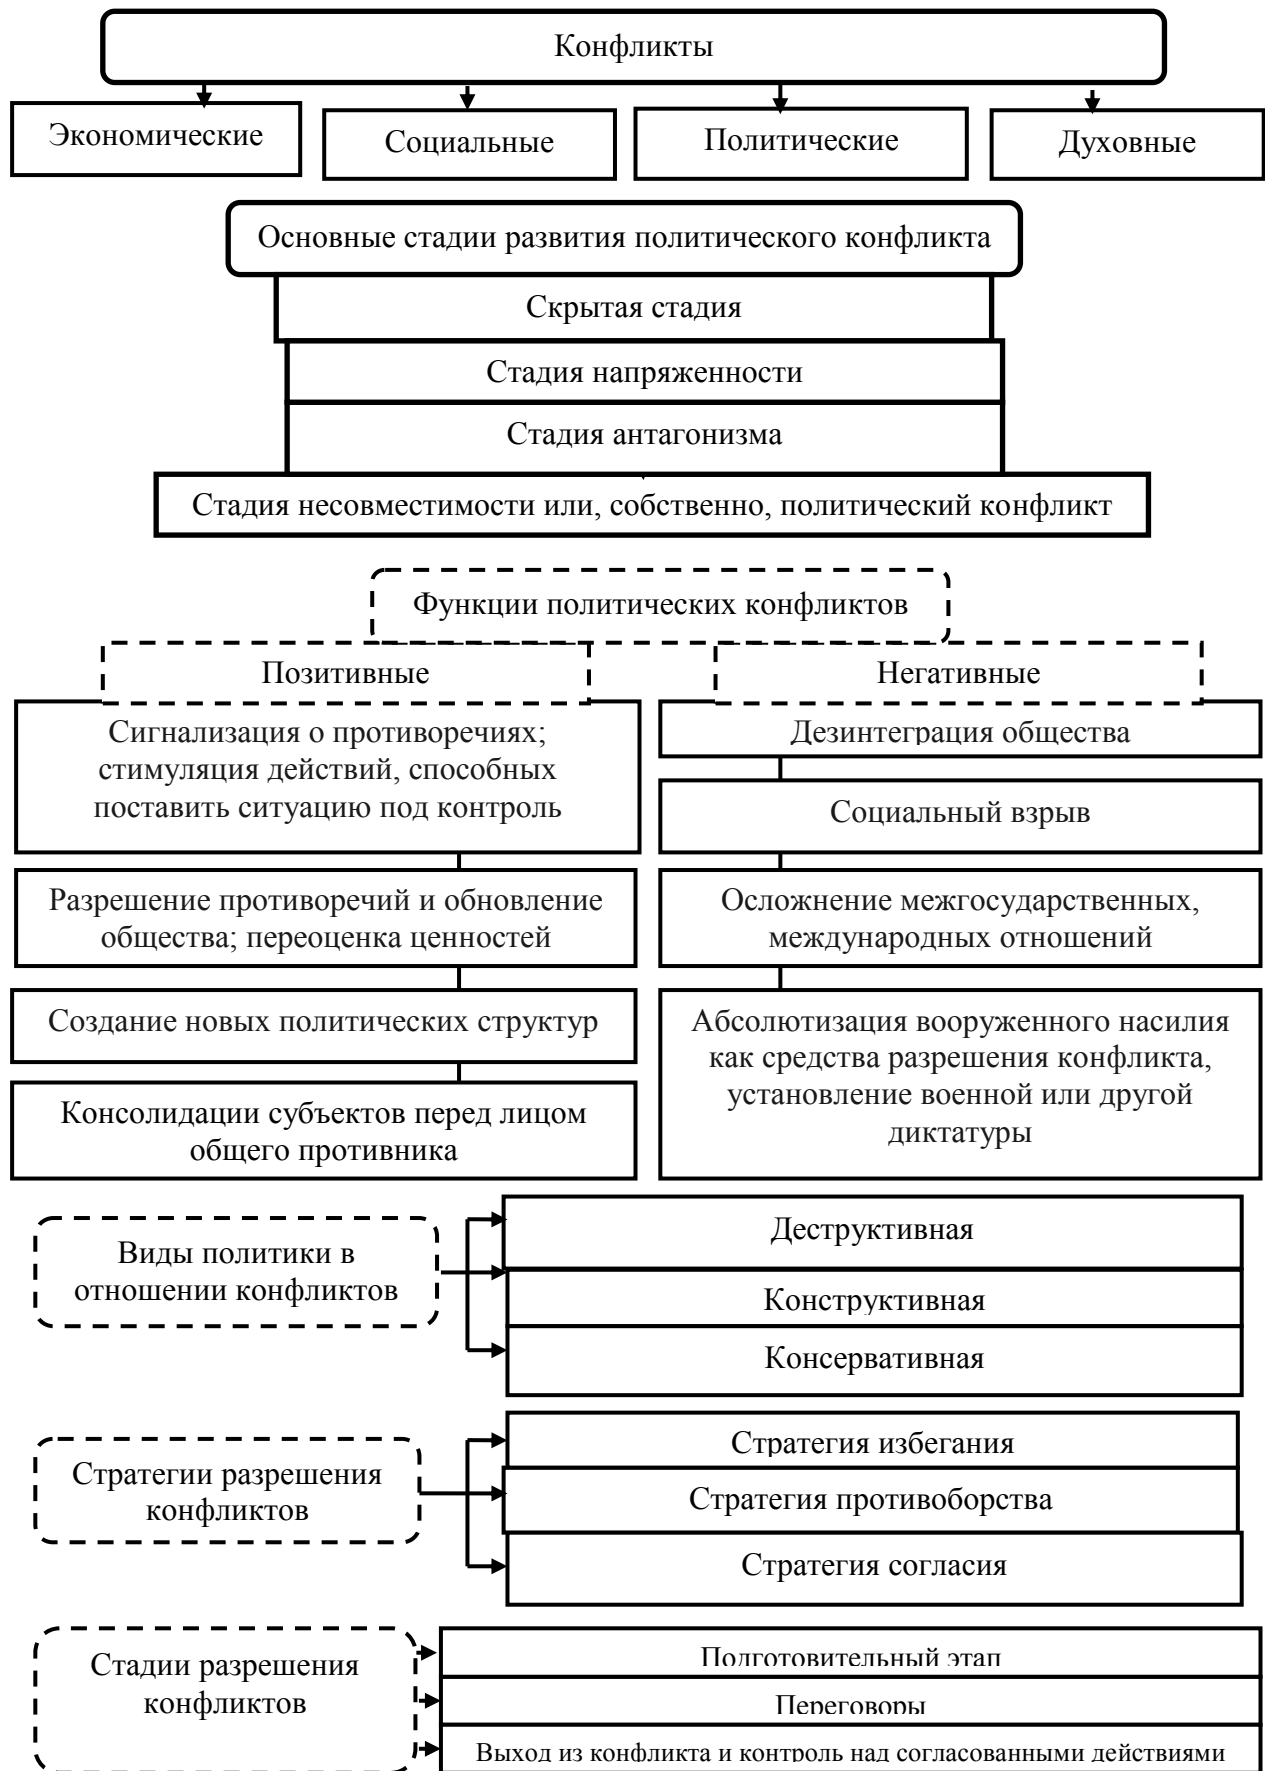 Конфликты
Экономические
Социальные
Политические
Духовные
Основные стадии развития политического конфликта
Скрытая стадия
Стадия напряженности
Стадия антагонизма
Стадия несовместимости или, собственно, политический конфликт
Функции политических конфликтов
Позитивные
Сигнализация о противоречиях;
стимуляция действий, способных
поставить ситуацию под контроль
Разрешение противоречий и обновление
общества; переоценка ценностей
Создание новых политических структур
Консолидации субъектов перед лицом
общего противника
Негативные
Дезинтеграция общества
Социальный взрыв
Осложнение межгосударственных,
международных отношений
Абсолютизация вооруженного насилия
как средства разрешения конфликта,
установление военной или другой
диктатуры
Виды политики в
отношении конфликтов
Деструктивная
Конструктивная
Консервативная
Стратегии разрешения
конфликтов
Стратегия избегания
Стратегия противоборства
Стратегия согласия
Стадии разрешения
конфликтов
Подготовительный этап
Переговоры
Выход из конфликта и контроль над согласованными действиями